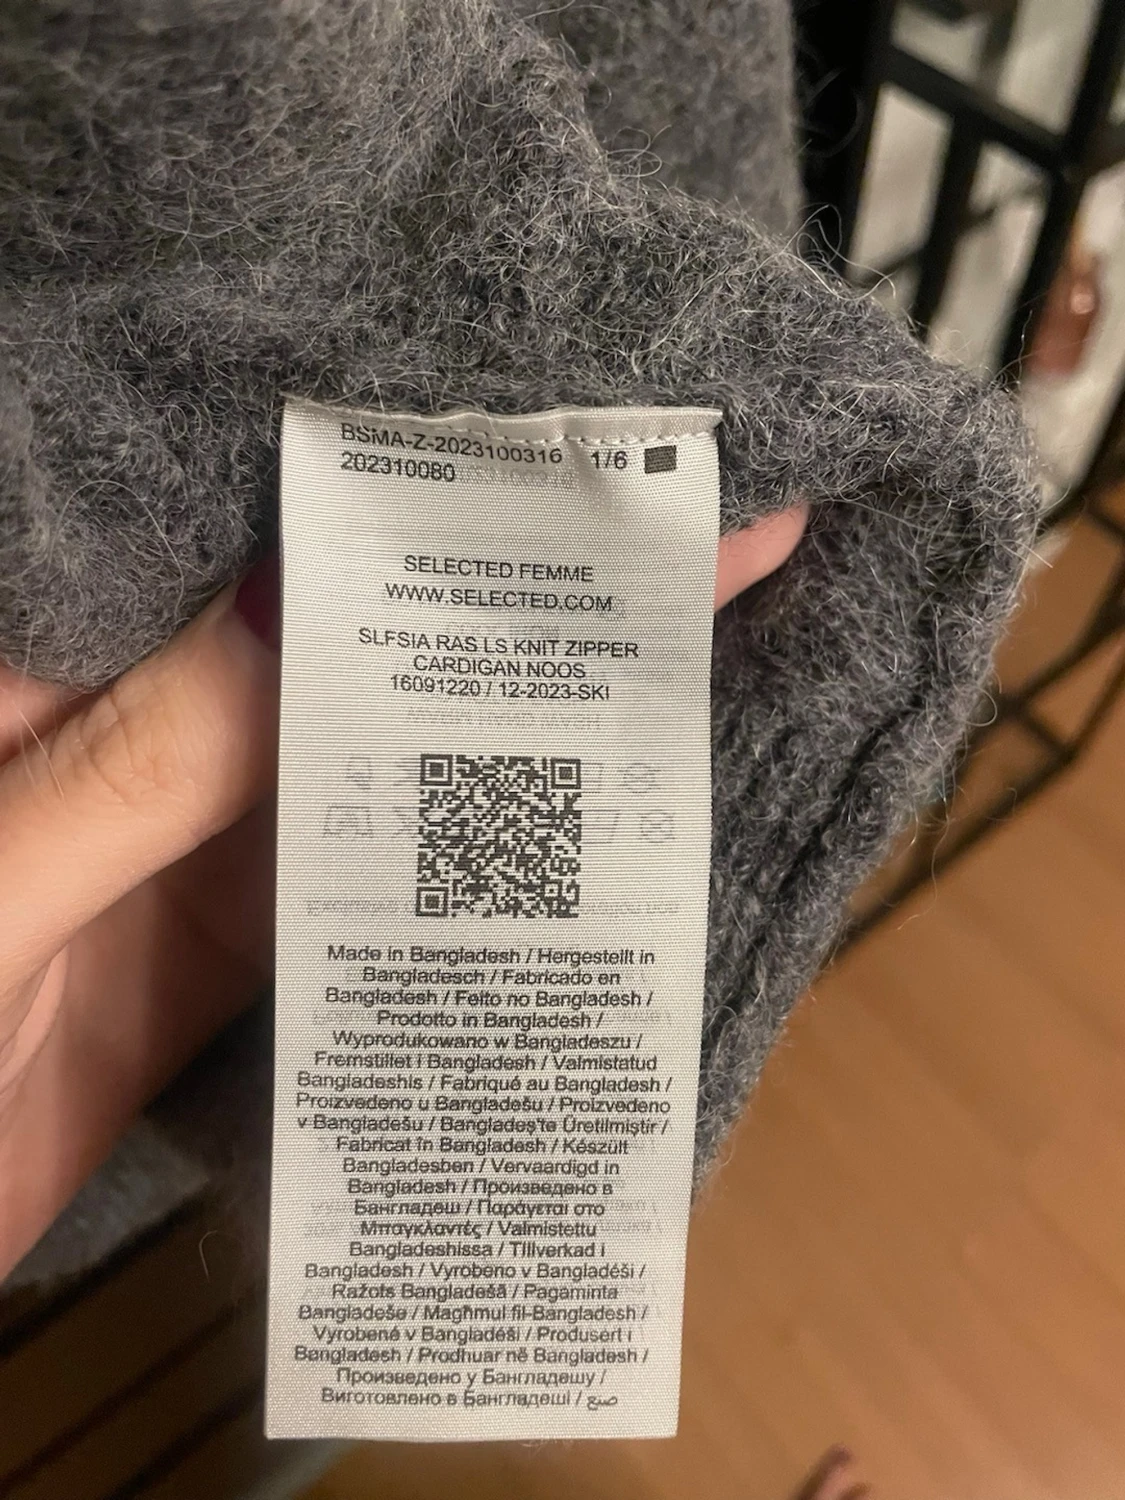 BSMA-Z-2023100316 1/6
202310080
SELECTED FEMME
WWW.SELECTED.COM
SLFSIA RAS LS KNIT ZIPPER
CARDIGAN NOOS
16091220 / 12-2023-SKI
Made in Bangladesh / Hergestellt in
Bangladesch / Fabricado en
Bangladesh / Feito no Bangladesh /
Prodotto in Bangladesh /
Wyprodukowano w Bangladeszu /
Fremstillet i Bangladesh / Valmistatud
Bangladeshis / Fabriqué au Bangladesh /
Proizvedeno u Bangladešu / Proizvedeno
v Bangladešu / Bangladeş'te Üretilmiştir /
Fabricat în Bangladesh / Készült
Bangladesben / Vervaardigd in
Bangladesh / Произведено в
Бангладеш / Παράγεται στο
Μπαγκλαντές / Valmistettu
Bangladeshissa / Tillverkad i
Bangladesh / Vyrobeno v Bangladéši /
Ražots Bangladešā / Pagaminta
Bangladeše / Magħmul fil-Bangladesh /
Vyrobené v Bangladéši / Produsert i
Bangladesh / Prodhuar në Bangladesh /
Произведено у Бангладешу /
Виготовлено в Бангладеші / صنع